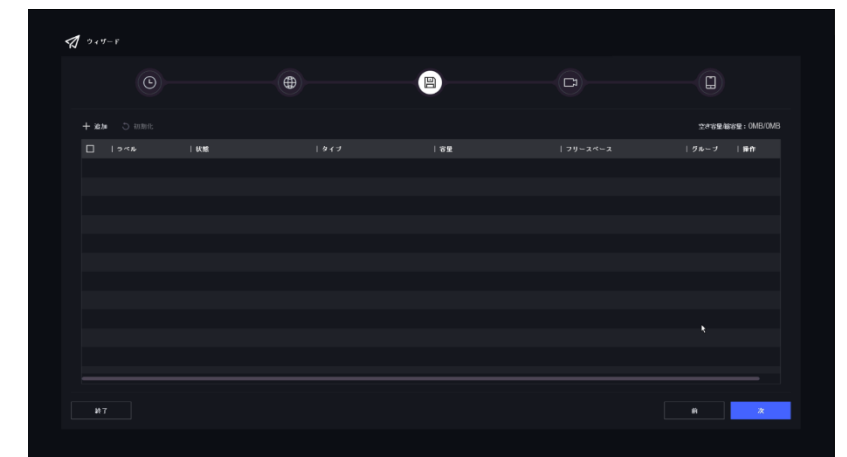 ウィザード
追加 初期化 空き容量/総容量：0MB/0MB
ラベル 状態 タイプ 容量 フリースペース グループ 操作
終了 前 次